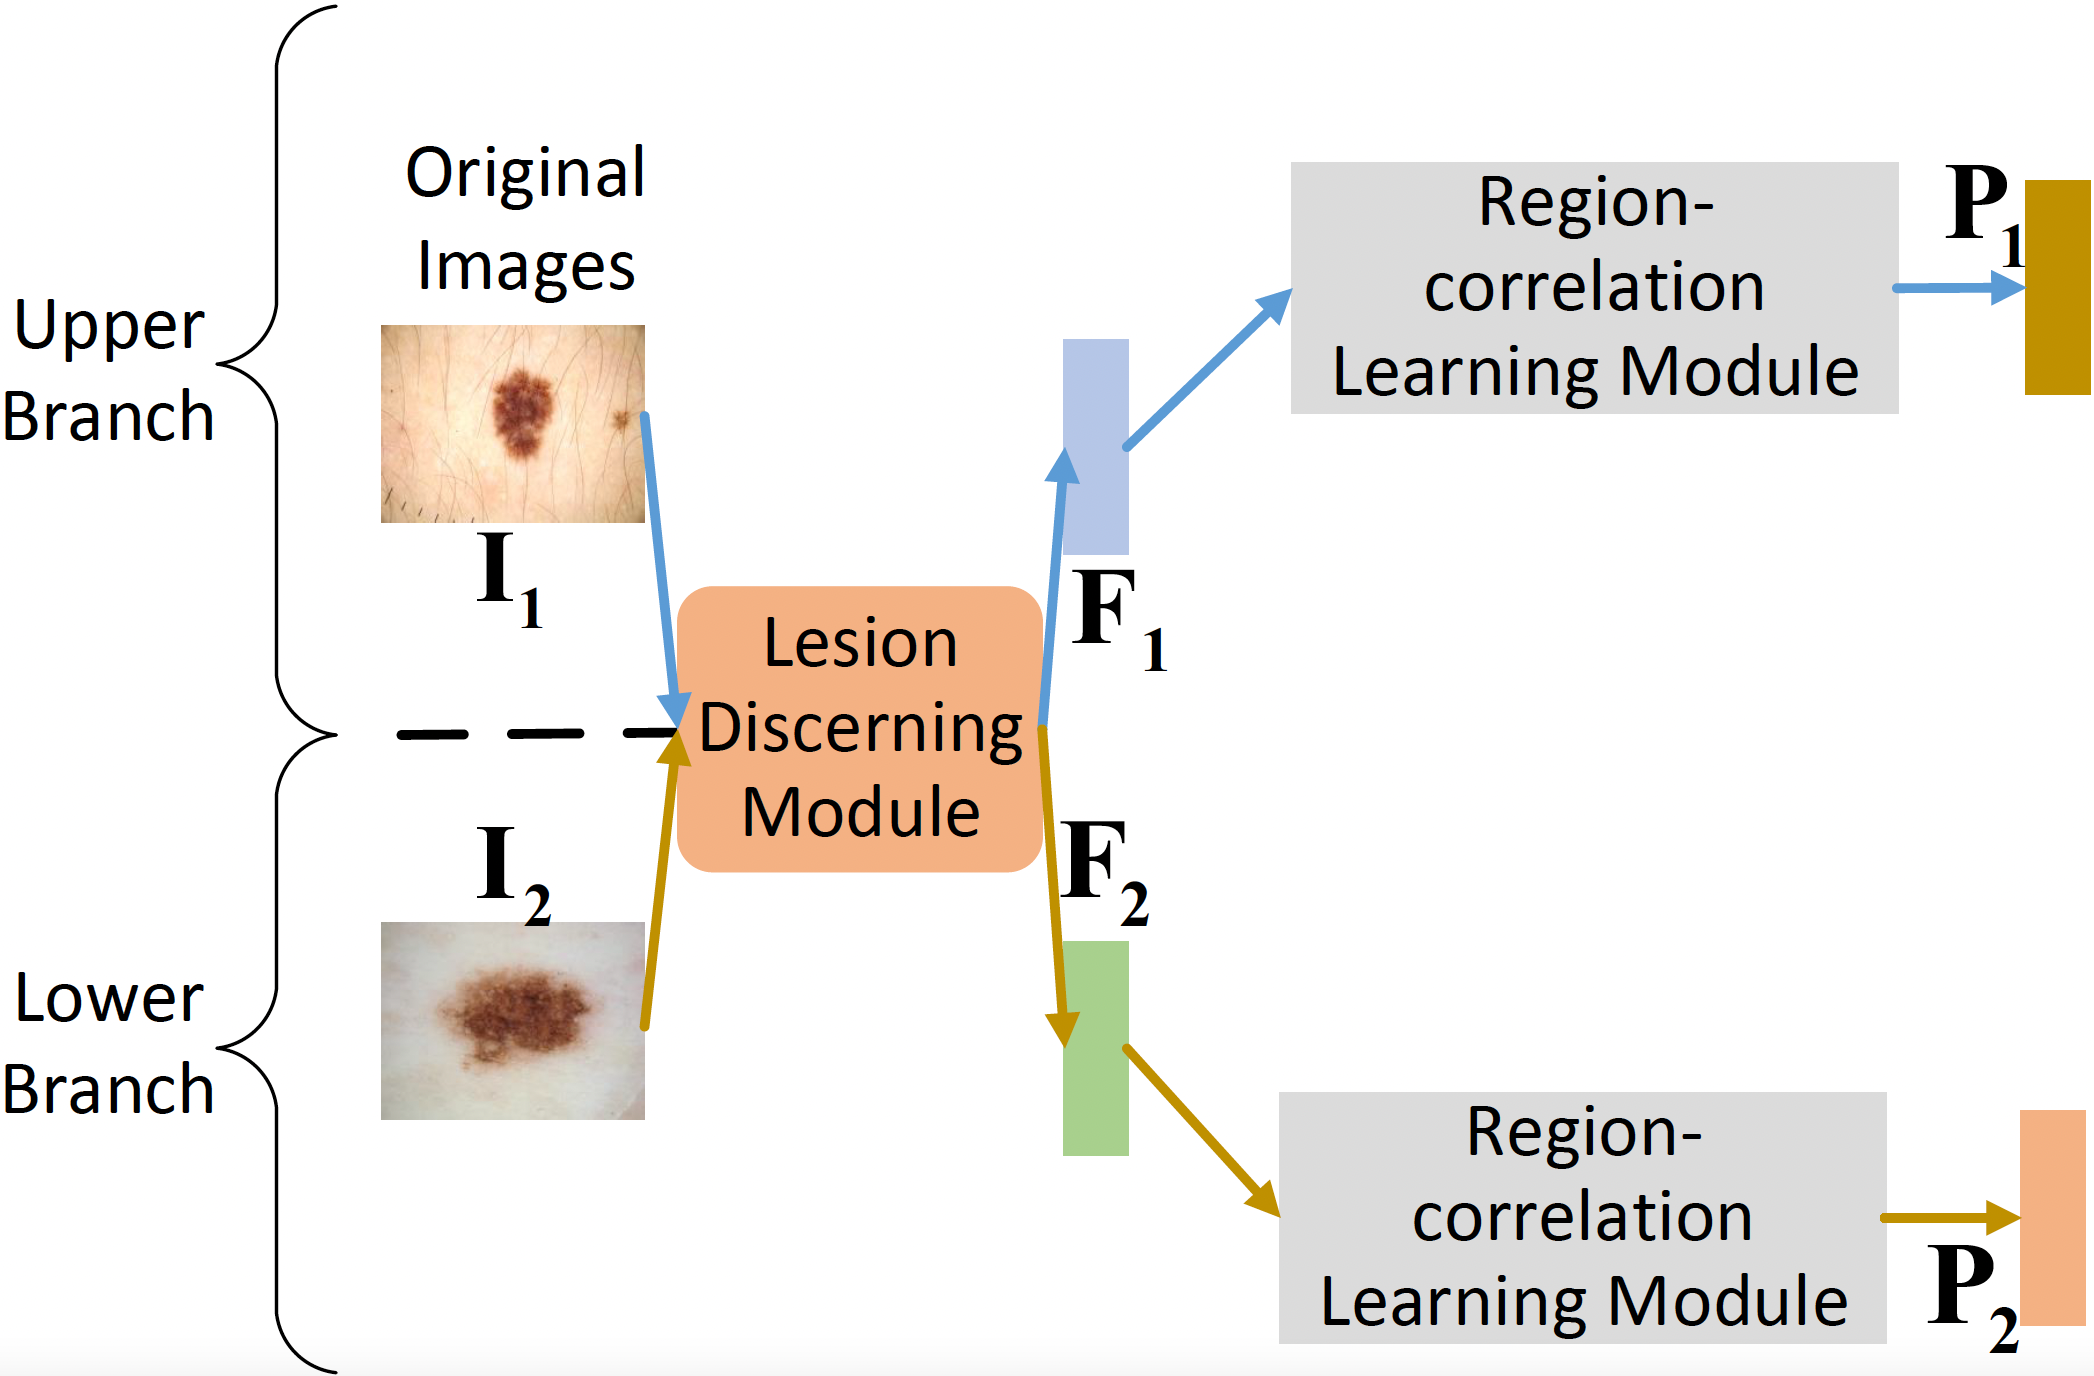 Upper
Branch
Original
Images
I1
Lesion
Discerning
Module
F1
Region-
correlation
Learning Module
P1
Lower
Branch
I2
F2
Region-
correlation
Learning Module
P2